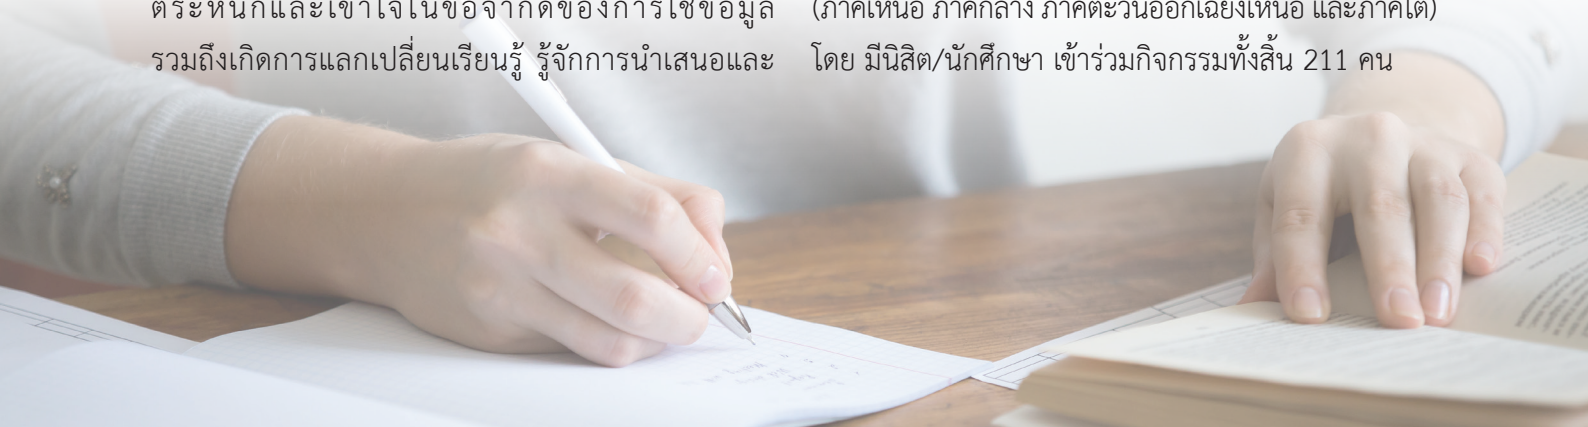 ตระหนักและเข้าใจในข้อจำกัดของการใช้ข้อมูล
รวมถึงเกิดการแลกเปลี่ยนเรียนรู้ รู้จักการนำเสนอและ
(ภาคเหนือ ภาคกลาง ภาคตะวันออกเฉียงเหนือ และภาคใต้)
โดย มีนิสิต/นักศึกษา เข้าร่วมกิจกรรมทั้งสิ้น 211 คน